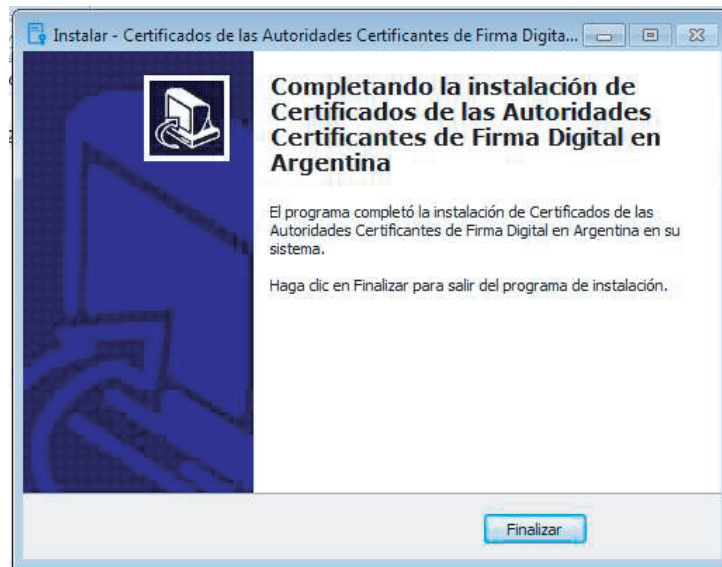 Instalar - Certificados de las Autoridades Certificantes de Firma Digita...
Completando la instalación de
Certificados de las Autoridades
Certificantes de Firma Digital en
Argentina
El programa completó la instalación de Certificados de las
Autoridades Certificantes de Firma Digital en Argentina en su
sistema.
Haga clic en Finalizar para salir del programa de instalación.
Finalizar